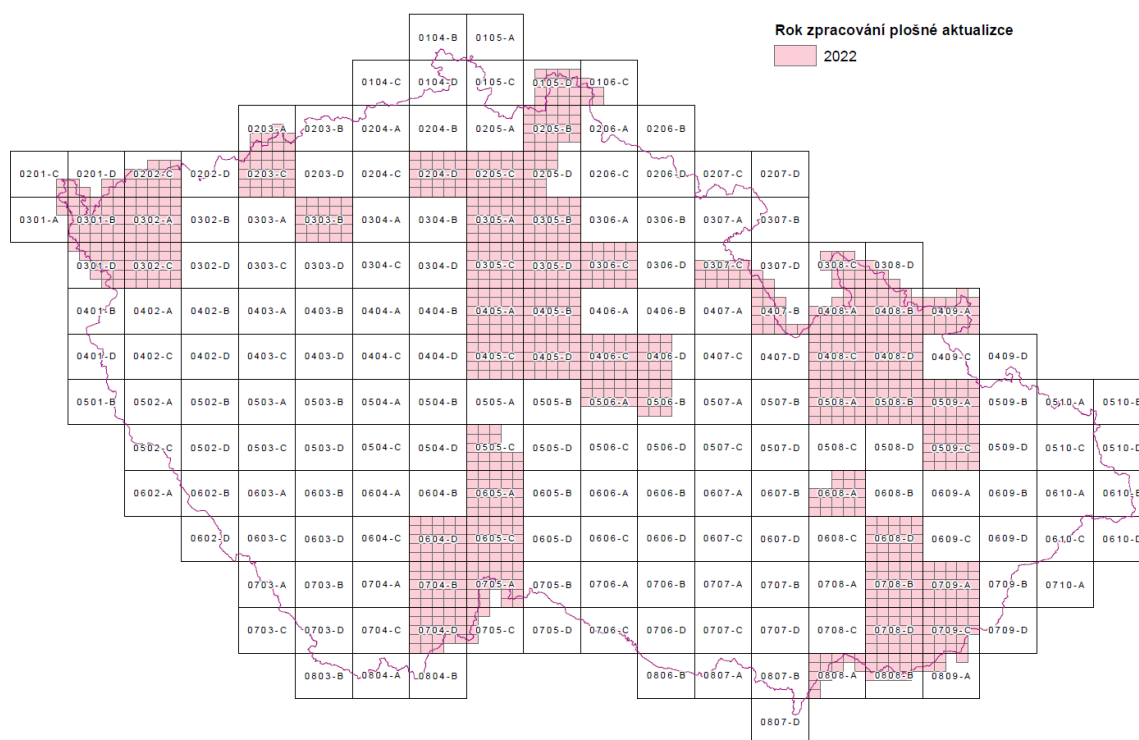 Rok zpracování plošné aktualizce
2022
0104-B 0105-A
0104-C 0104-D 0105-C 0105-D 0106-C
0203-A 0203-B 0204-A 0204-B 0205-A 0205-B 0206-A 0206-B
0201-C 0201-D 0202-C 0202-D 0203-C 0203-D 0204-C 0204-D 0205-C 0205-D 0206-C 0206-D 0207-C 0207-D
0301-A 0301-B 0302-A 0302-B 0303-A 0303-B 0304-A 0304-B 0305-A 0305-B 0306-A 0306-B 0307-A 0307-B
0301-D 0302-C 0302-D 0303-C 0303-D 0304-C 0304-D 0305-C 0305-D 0306-C 0306-D 0307-C 0307-D 0308-C 0308-D
0401-B 0402-A 0402-B 0403-A 0403-B 0404-A 0404-B 0405-A 0405-B 0406-A 0406-B 0407-A 0407-B 0408-A 0408-B 0409-A
0401-D 0402-C 0402-D 0403-C 0403-D 0404-C 0404-D 0405-C 0405-D 0406-C 0406-D 0407-C 0407-D 0408-C 0408-D 0409-C 0409-D
0501-B 0502-A 0502-B 0503-A 0503-B 0504-A 0504-B 0505-A 0505-B 0506-A 0506-B 0507-A 0507-B 0508-A 0508-B 0509-A 0509-B 0510-A 0510-B
0502-C 0502-D 0503-C 0503-D 0504-C 0504-D 0505-C 0505-D 0506-C 0506-D 0507-C 0507-D 0508-C 0508-D 0509-C 0509-D 0510-C 0510-D
0602-A 0602-B 0603-A 0603-B 0604-A 0604-B 0605-A 0605-B 0606-A 0606-B 0607-A 0607-B 0608-A 0608-B 0609-A 0609-B 0610-A 0610-B
0602-D 0603-C 0603-D 0604-C 0604-D 0605-C 0605-D 0606-C 0606-D 0607-C 0607-D 0608-C 0608-D 0609-C 0609-D 0610-C 0610-D
0703-A 0703-B 0704-A 0704-B 0705-A 0705-B 0706-A 0706-B 0707-A 0707-B 0708-A 0708-B 0709-A 0709-B 0710-A
0703-C 0703-D 0704-C 0704-D 0705-C 0705-D 0706-C 0706-D 0707-C 0707-D 0708-C 0708-D 0709-C 0709-D
0803-B 0804-A 0804-B 0806-B 0807-A 0807-B 0808-A 0808-B 0809-A
0807-D